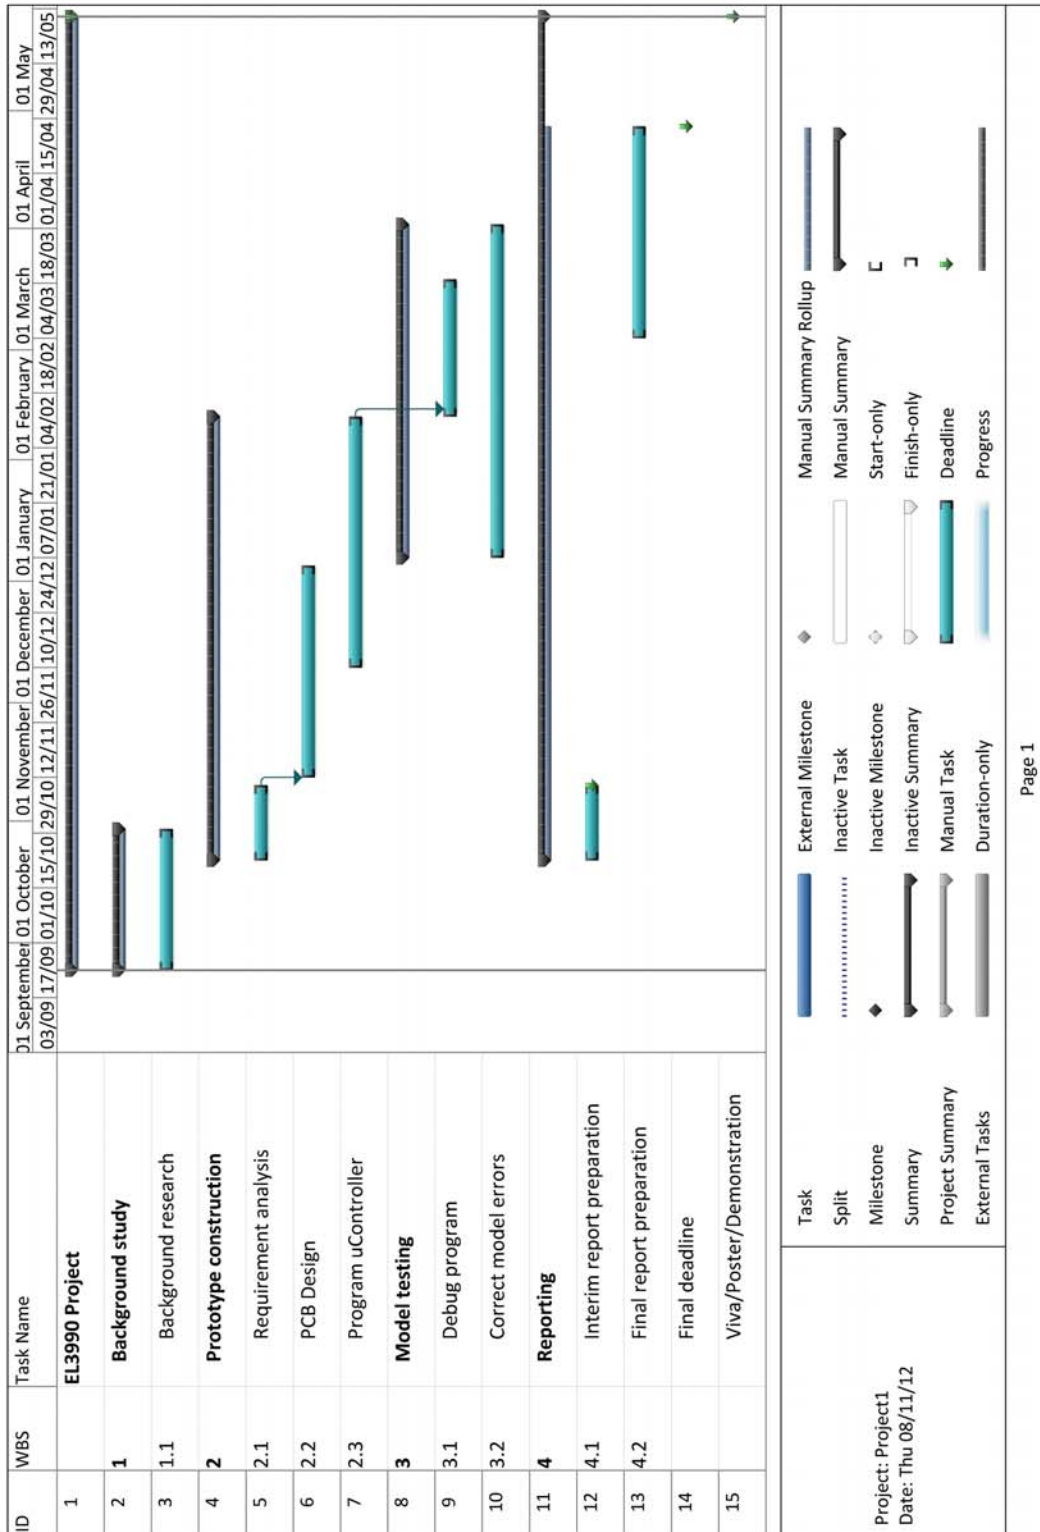 ID WBS Task Name 01 September 01 October 01 November 01 December 01 January 01 February 01 March 01 April 01 May
03/09 17/09 01/10 15/10 29/10 12/11 26/11 10/12 24/12 07/01 21/01 04/02 18/02 04/03 18/03 01/04 15/04 29/04 13/05
1 EL3990 Project
2 1 Background study
3 1.1 Background research
4 2 Prototype construction
5 2.1 Requirement analysis
6 2.2 PCB Design
7 2.3 Program uController
8 3 Model testing
9 3.1 Debug program
10 3.2 Correct model errors
11 4 Reporting
12 4.1 Interim report preparation
13 4.2 Final report preparation
14 Final deadline
15 Viva/Poster/Demonstration
Project: Project1
Date: Thu 08/11/12
Task External Milestone Manual Summary Rollup
Split Inactive Task Manual Summary
Milestone Inactive Milestone Start-only
Summary Inactive Summary Finish-only
Project Summary Manual Task Deadline
External Tasks Duration-only Progress
Page 1